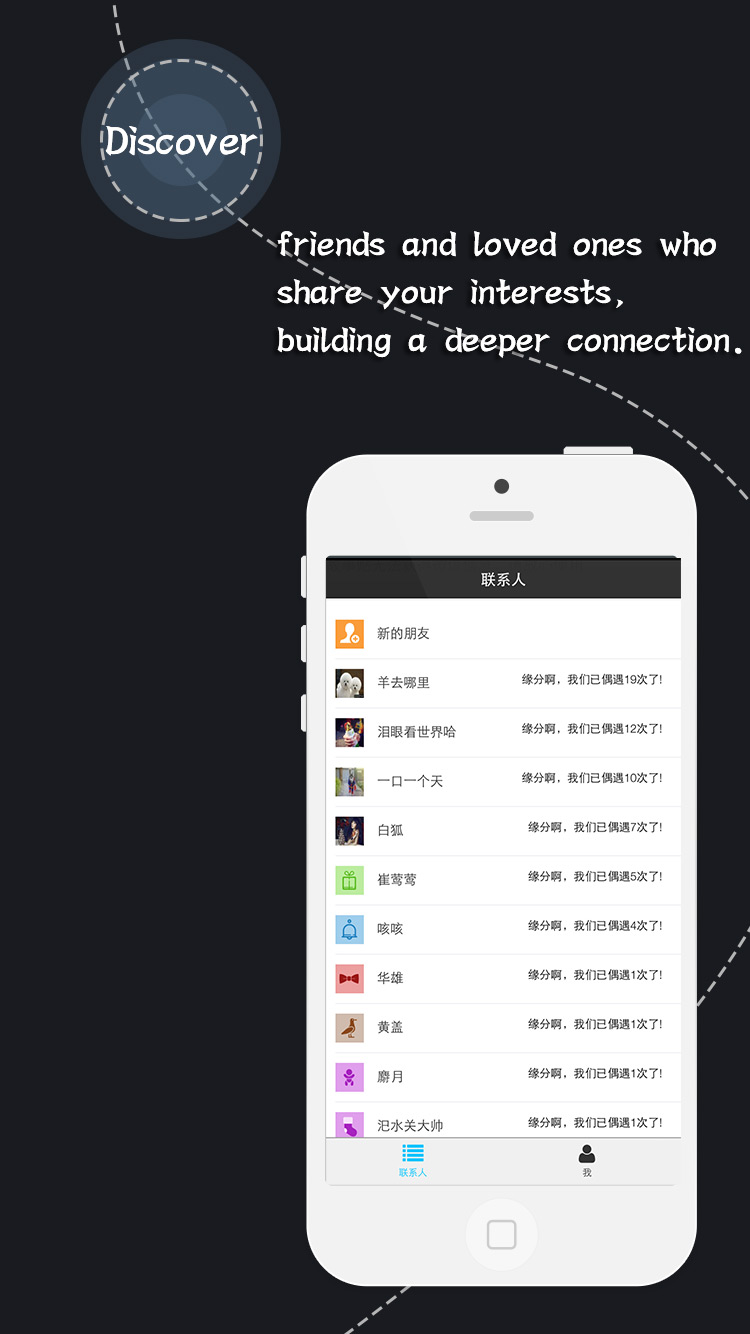 Discover
friends and loved ones who
share your interests,
building a deeper connection.
联系人
新的朋友
羊去哪里 缘分啊，我们已偶遇19次了!
泪眼看世界哈 缘分啊，我们已偶遇12次了!
一口一个天 缘分啊，我们已偶遇10次了!
白狐 缘分啊，我们已偶遇7次了!
崔莺莺 缘分啊，我们已偶遇5次了!
咳咳 缘分啊，我们已偶遇4次了!
华雄 缘分啊，我们已偶遇1次了!
黄盖 缘分啊，我们已偶遇1次了!
麝月 缘分啊，我们已偶遇1次了!
汜水关大帅 缘分啊，我们已偶遇1次了!
联系人 我